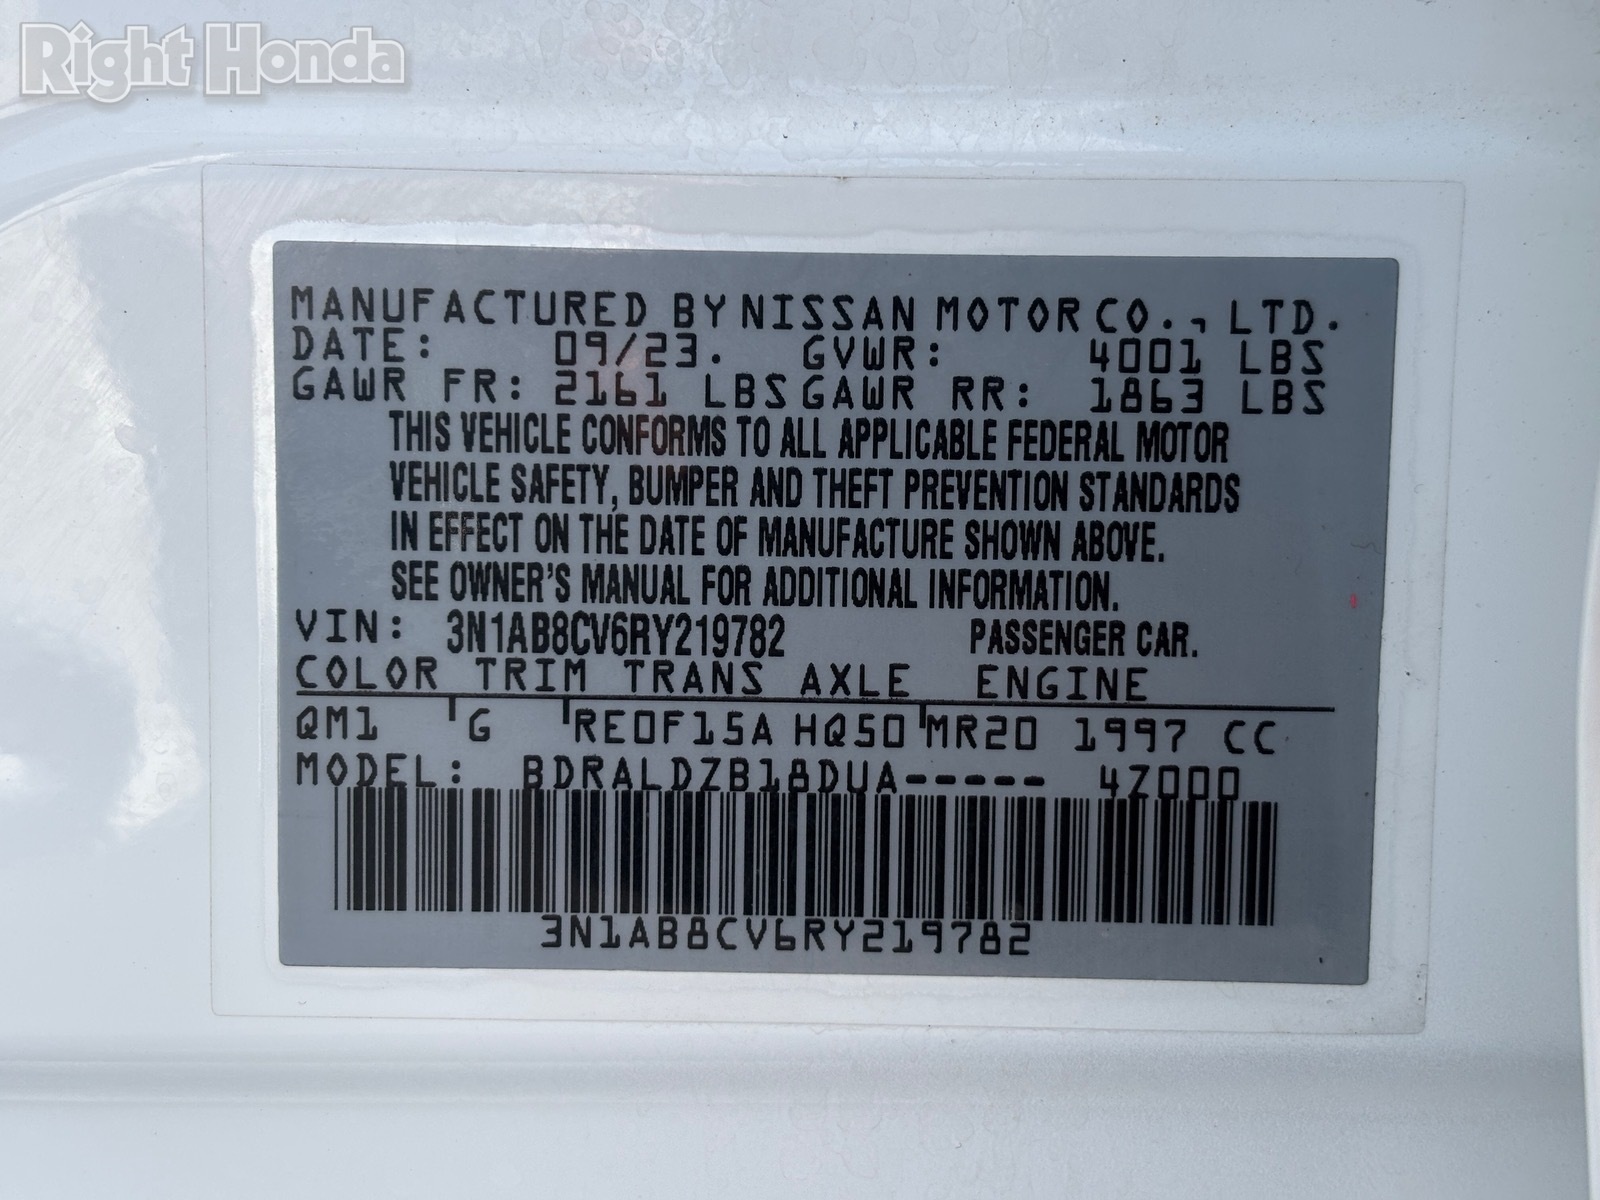 Right Honda
MANUFACTURED BY NISSAN MOTOR CO., LTD.
DATE: 09/23. GVWR: 4001 LBS
GAWR FR: 2161 LBS GAWR RR: 1863 LBS
THIS VEHICLE CONFORMS TO ALL APPLICABLE FEDERAL MOTOR
VEHICLE SAFETY, BUMPER AND THEFT PREVENTION STANDARDS
IN EFFECT ON THE DATE OF MANUFACTURE SHOWN ABOVE.
SEE OWNER'S MANUAL FOR ADDITIONAL INFORMATION.
VIN: 3N1AB8CV6RY219782 PASSENGER CAR.
COLOR TRIM TRANS AXLE ENGINE
QM1 G RE0F15A HQ50 MR20 1997 CC
MODEL: BDRALDZB18DUA----- 4Z000
3N1AB8CV6RY219782